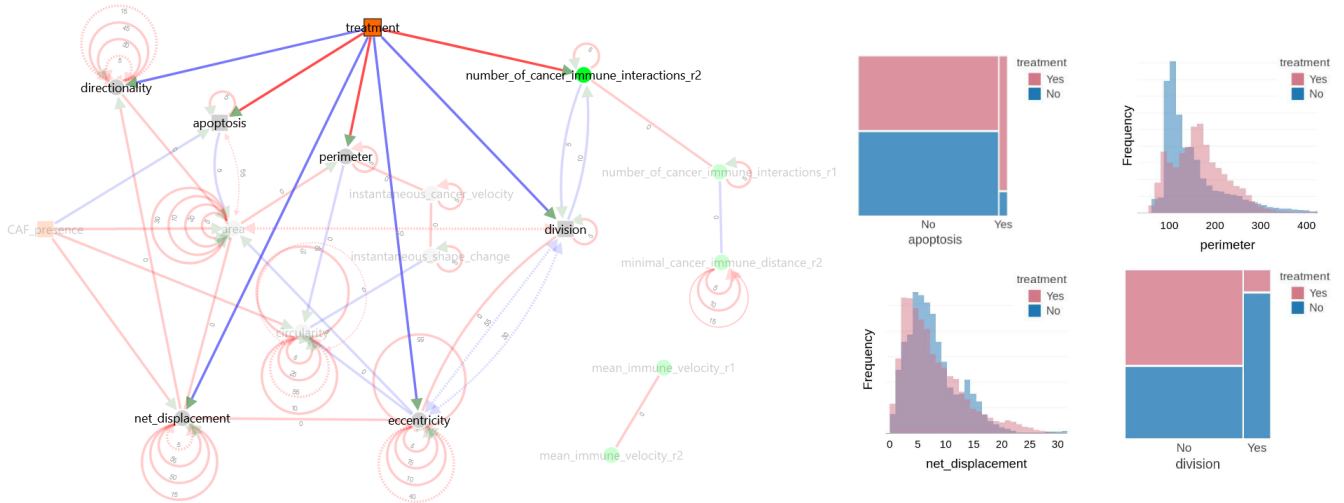 treatment
number_of_cancer_immune_interactions_r2
directionality
apoptosis
perimeter
number_of_cancer_immune_interactions_r1
instantaneous_cancer_velocity
CAF_presence
area
division
instantaneous_shape_change
minimal_cancer_immune_distance_r2
circularity
mean_immune_velocity_r1
net_displacement
eccentricity
mean_immune_velocity_r2
treatment
Yes
No
No
Yes
apoptosis
treatment
Yes
No
Frequency
100
200
300
400
perimeter
treatment
Yes
No
Frequency
0
5
10
15
20
25
30
net_displacement
treatment
Yes
No
No
Yes
division